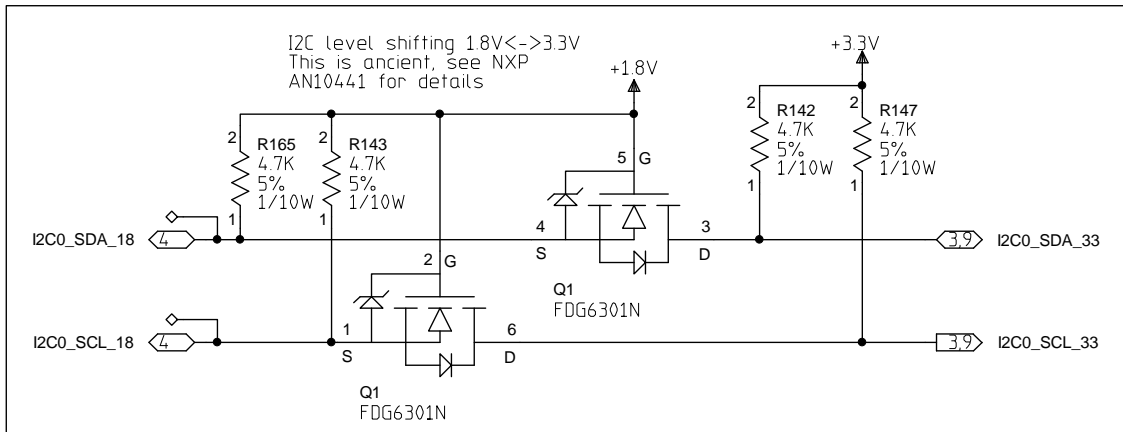 I2C level shifting 1.8V<->3.3V
This is ancient, see NXP
AN10441 for details
+1.8V
+3.3V
2
R165
4.7K
5%
1/10W
1
2
R143
4.7K
5%
1/10W
1
2
R142
4.7K
5%
1/10W
1
2
R147
4.7K
5%
1/10W
1
5 G
4
S
3
D
I2C0_SDA_18
4
3,9
I2C0_SDA_33
2 G
Q1
FDG6301N
1
S
6
D
I2C0_SCL_18
4
3,9
I2C0_SCL_33
Q1
FDG6301N